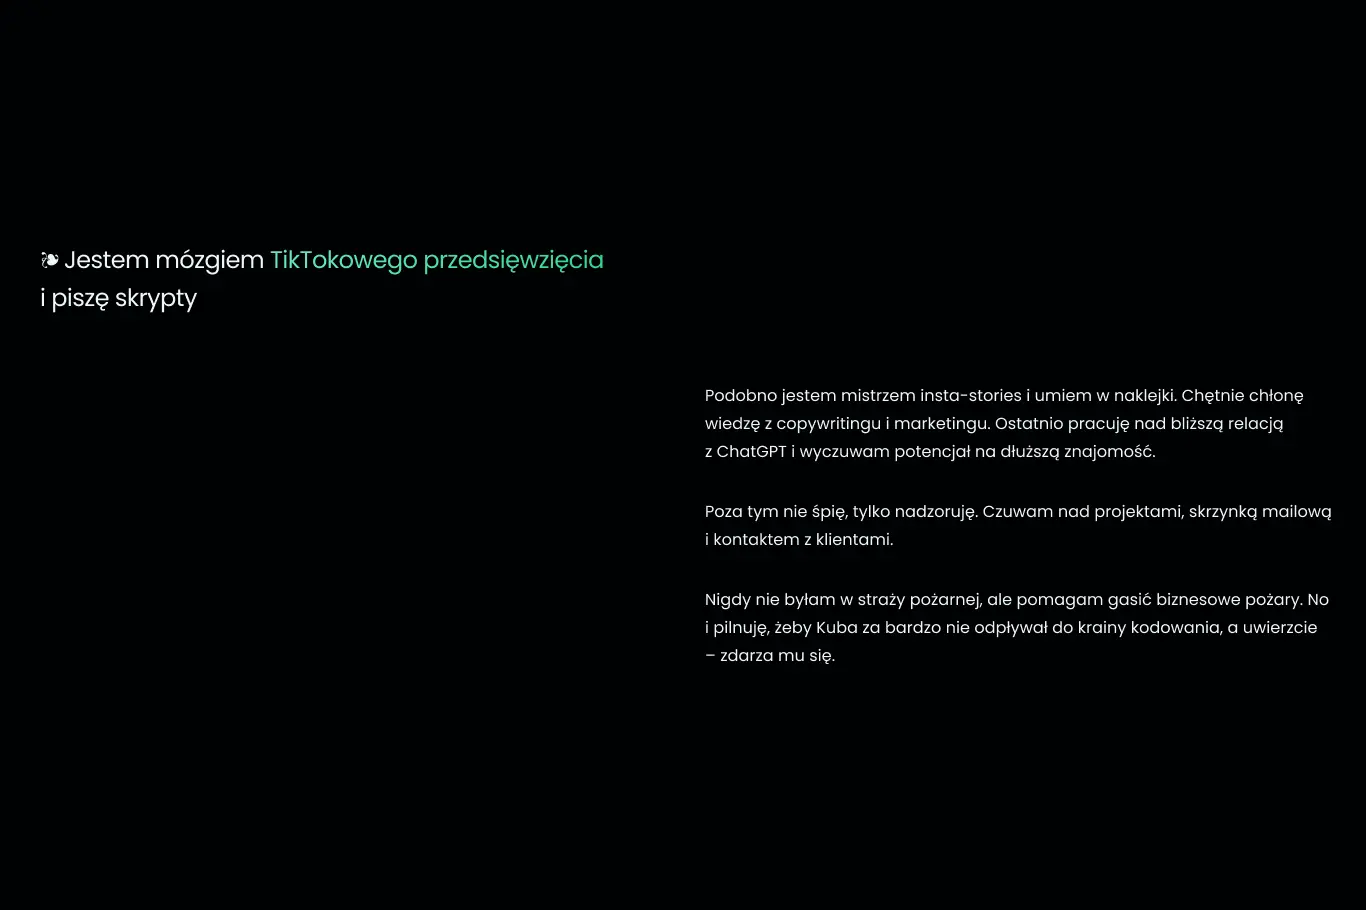 ❧ Jestem mózgiem TikTokowego przedsięwzięcia
i piszę skrypty
Podobno jestem mistrzem insta-stories i umiem w naklejki. Chętnie chłonę
wiedzę z copywritingu i marketingu. Ostatnio pracuję nad bliższą relacją
z ChatGPT i wyczuwam potencjał na dłuższą znajomość.
Poza tym nie śpię, tylko nadzoruję. Czuwam nad projektami, skrzynką mailową
i kontaktem z klientami.
Nigdy nie byłam w straży pożarnej, ale pomagam gasić biznesowe pożary. No
i pilnuję, żeby Kuba za bardzo nie odpływał do krainy kodowania, a uwierzcie
– zdarza mu się.